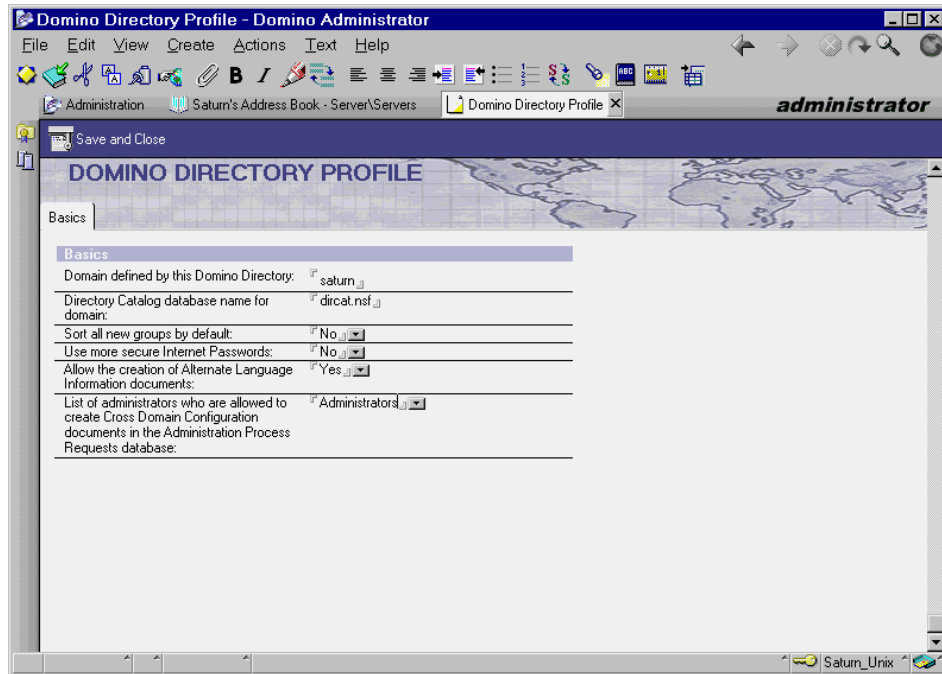 Domino Directory Profile - Domino Administrator
File Edit View Create Actions Text Help
B I
Administration Saturn's Address Book - Server\Servers Domino Directory Profile administrator
Save and Close
DOMINO DIRECTORY PROFILE
Basics
Basics
Domain defined by this Domino Directory: saturn
Directory Catalog database name for dircat.nsf
domain:
Sort all new groups by default: No
Use more secure Internet Passwords: No
Allow the creation of Alternate Language Yes
Information documents:
List of administrators who are allowed to Administrators
create Cross Domain Configuration
documents in the Administration Process
Requests database:
Saturn_Unix